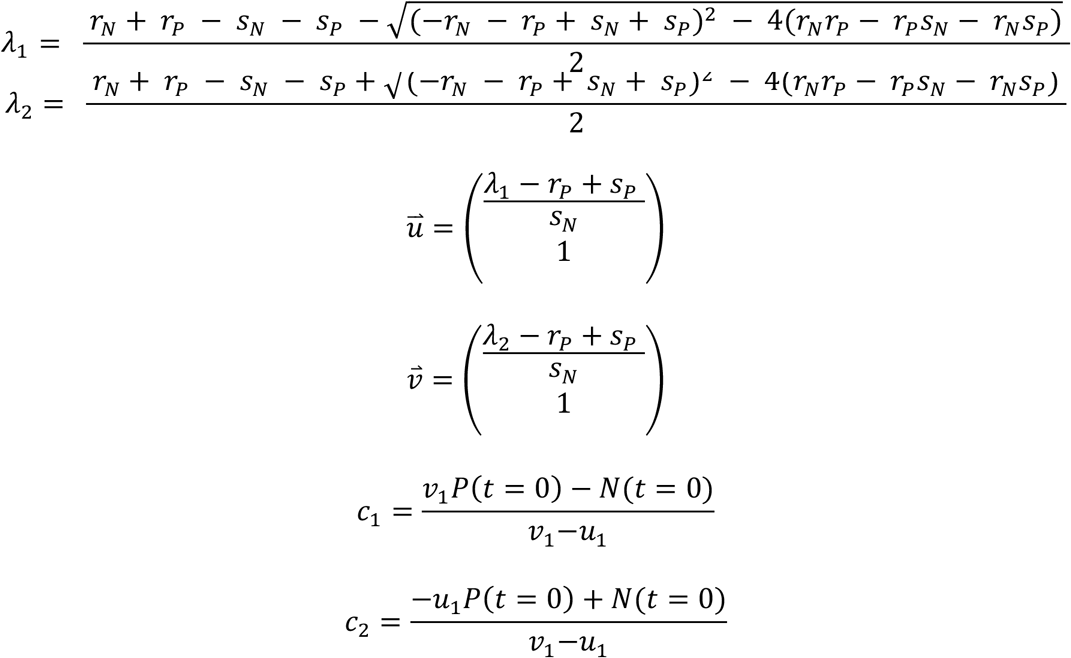 λ₁ = (r_N + r_P − s_N − s_P − √((−r_N − r_P + s_N + s_P)² − 4(r_N r_P − r_P s_N − r_N s_P))) / 2
λ₂ = (r_N + r_P − s_N − s_P + √(−r_N − r_P + s_N + s_P)² − 4(r_N r_P − r_P s_N − r_N s_P)) / 2
u⃗ = ((λ₁ − r_P + s_P) / s_N
1)
v⃗ = ((λ₂ − r_P + s_P) / s_N
1)
c₁ = (v₁P(t = 0) − N(t = 0)) / (v₁−u₁)
c₂ = (−u₁P(t = 0) + N(t = 0)) / (v₁−u₁)